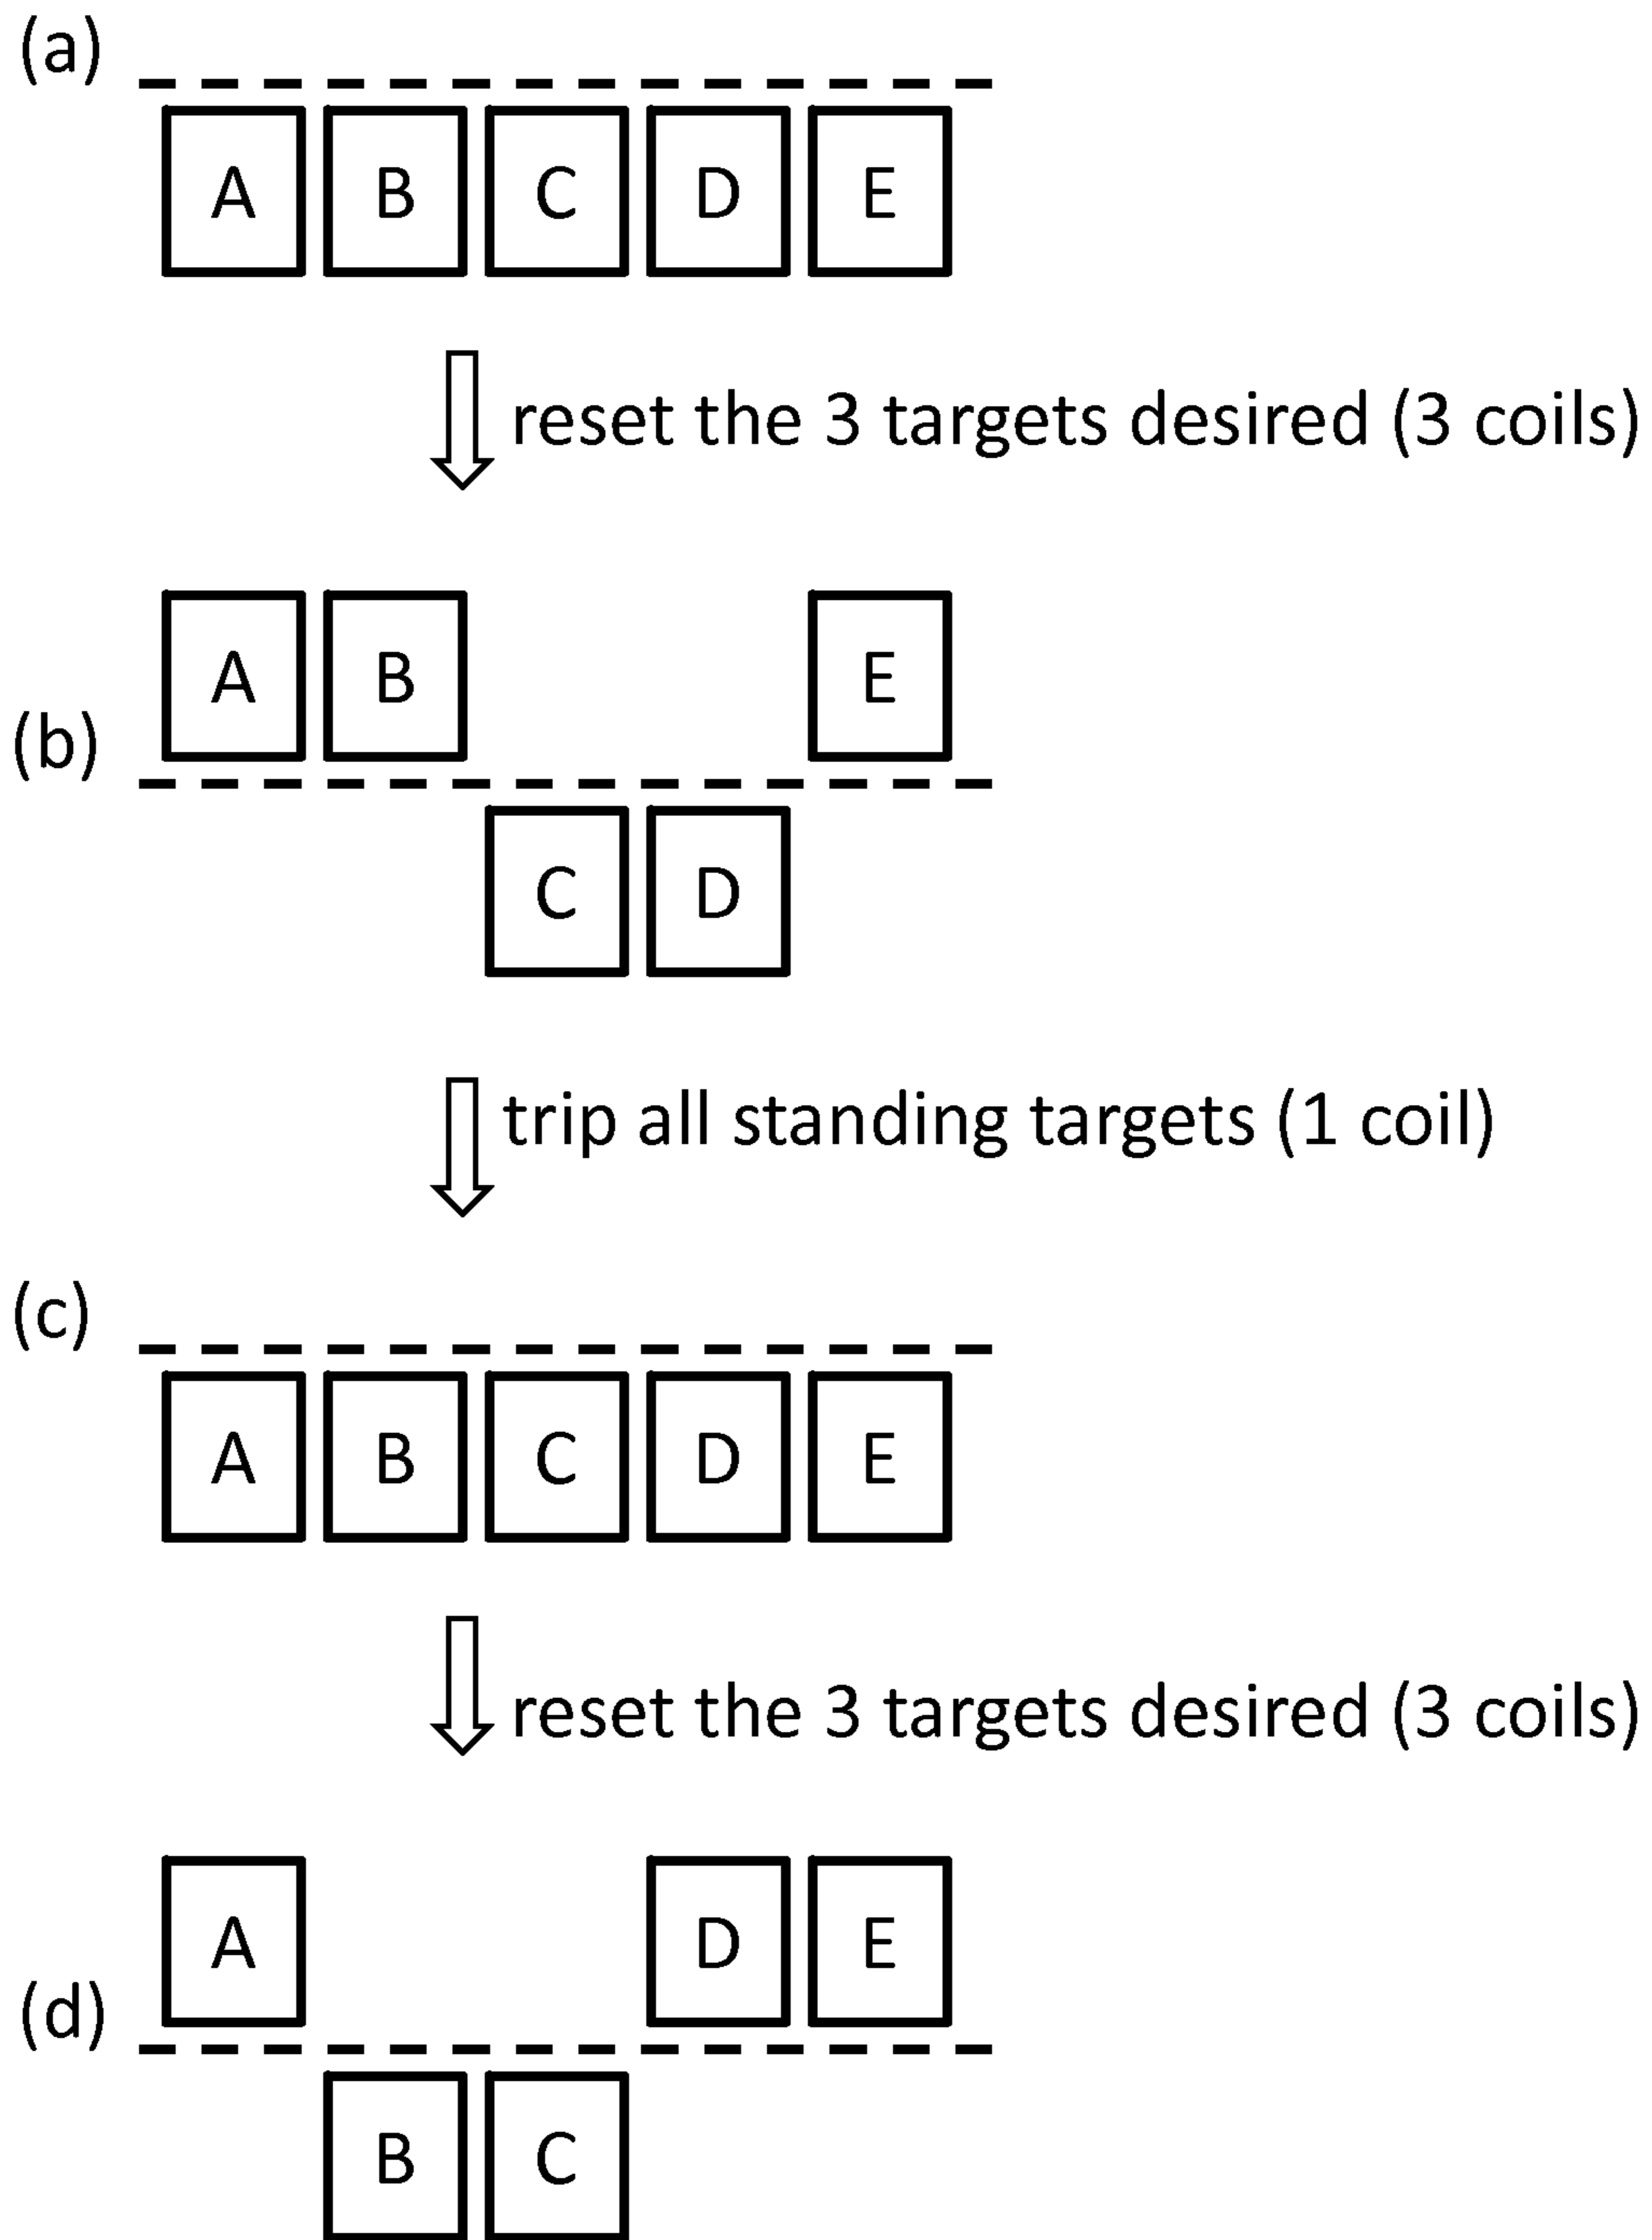 (a)
A B C D E
reset the 3 targets desired (3 coils)
A B E
(b)
C D
trip all standing targets (1 coil)
(c)
A B C D E
reset the 3 targets desired (3 coils)
A D E
(d)
B C